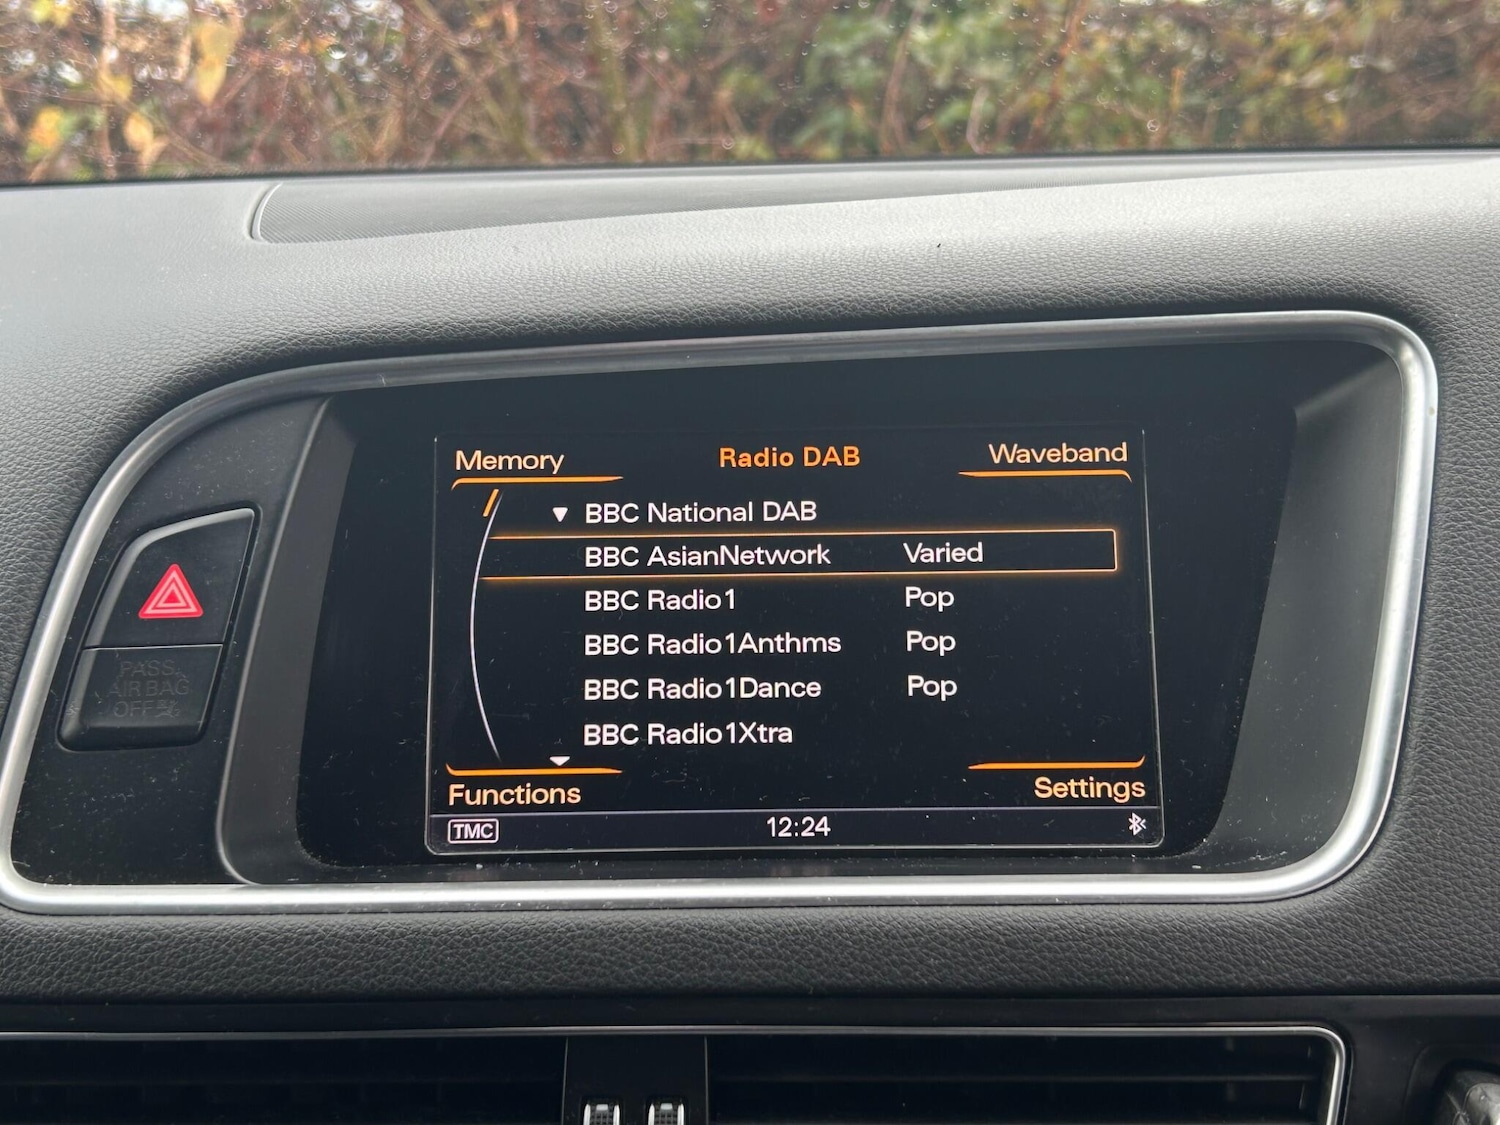 Memory Radio DAB Waveband
BBC National DAB
BBC AsianNetwork Varied
BBC Radio1 Pop
BBC Radio1Anthms Pop
BBC Radio1Dance Pop
BBC Radio1Xtra
Functions Settings
TMC 12:24
PASS.
AIR BAG
OFF